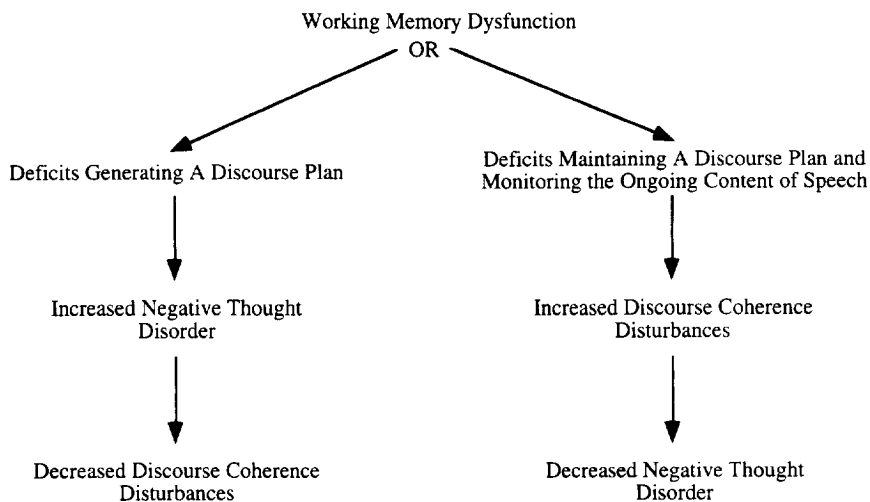 Working Memory Dysfunction
OR
Deficits Generating A Discourse Plan
Deficits Maintaining A Discourse Plan and
Monitoring the Ongoing Content of Speech
Increased Negative Thought
Disorder
Increased Discourse Coherence
Disturbances
Decreased Discourse Coherence
Disturbances
Decreased Negative Thought
Disorder